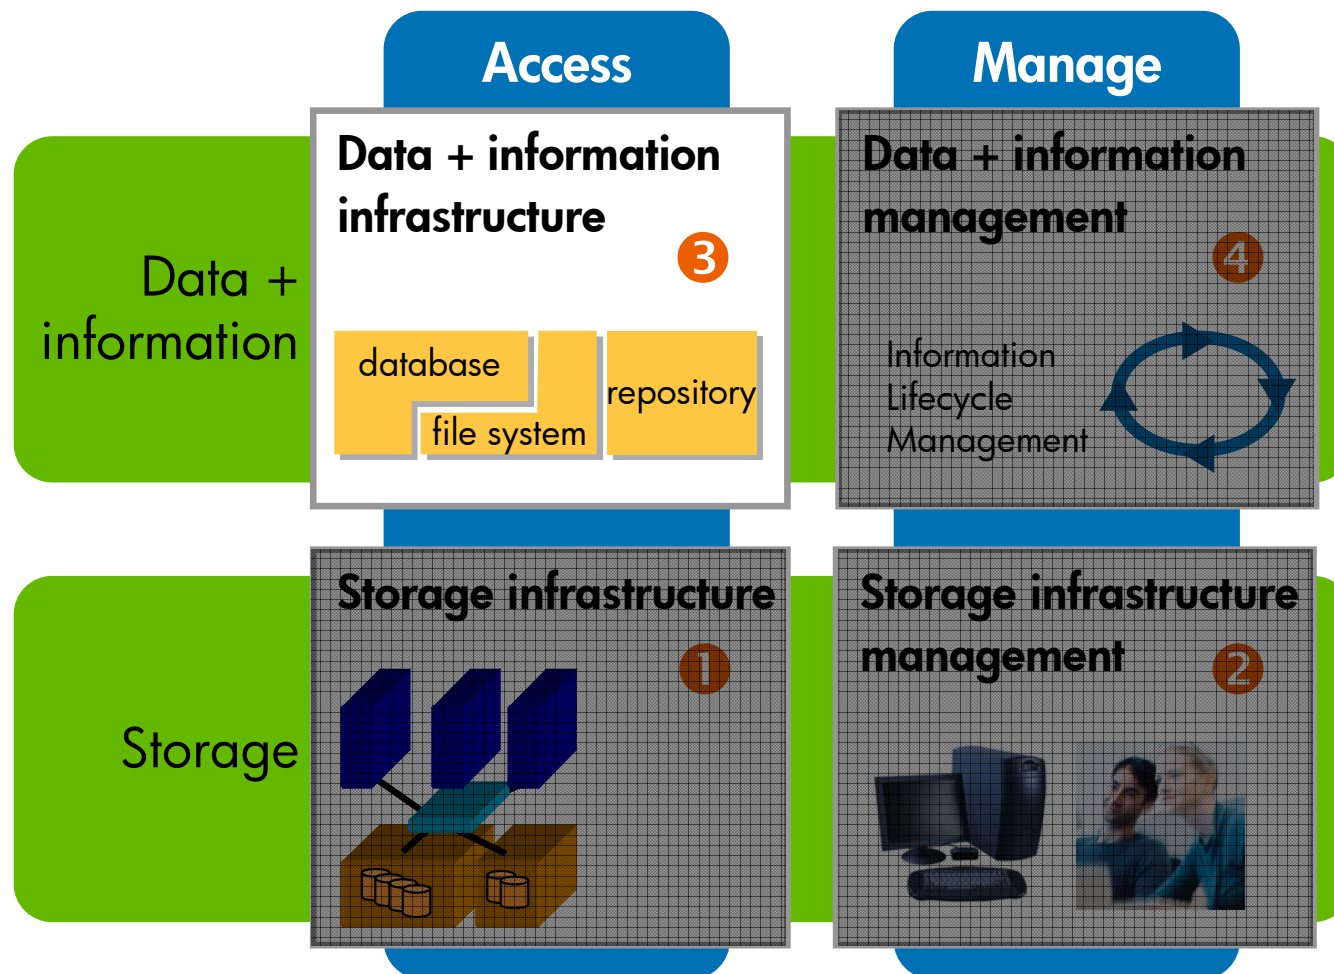 Access
Manage
Data + information
infrastructure
3
database
file system
repository
Data + information
management
4
Information
Lifecycle
Management
Data +
information
Storage infrastructure
1
Storage infrastructure
management
2
Storage